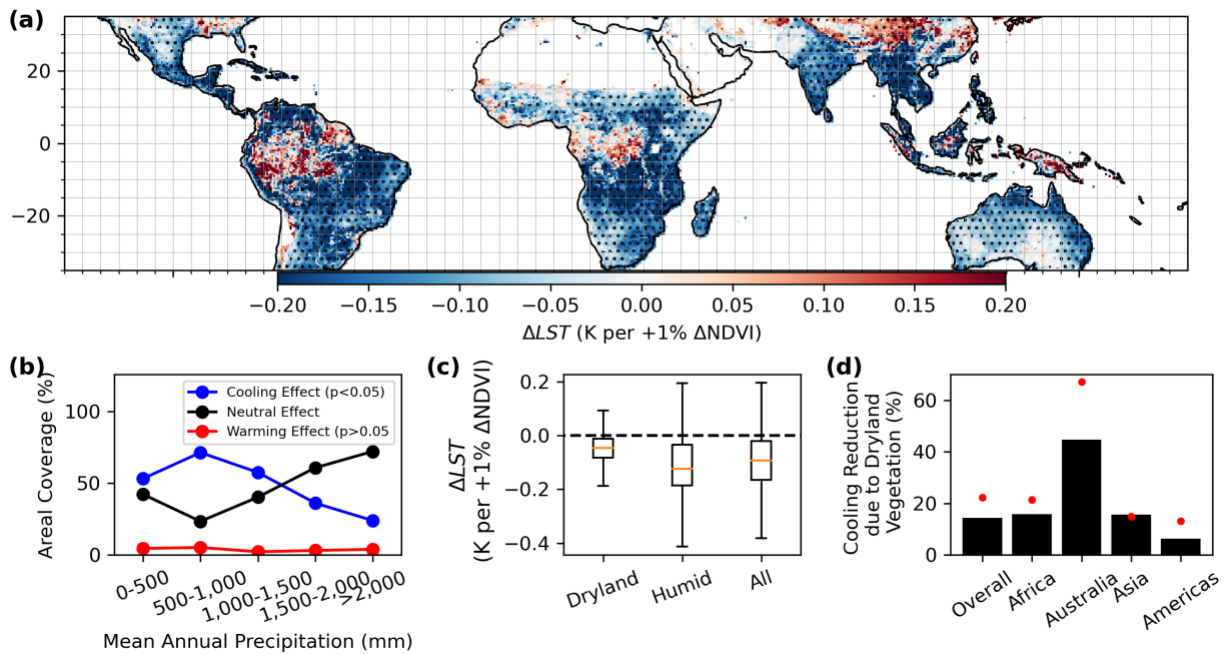 (a)
20
0
−20
−0.20 −0.15 −0.10 −0.05 0.00 0.05 0.10 0.15 0.20
ΔLST (K per +1% ΔNDVI)
(b)
Areal Coverage (%)
100
50
0
Cooling Effect (p<0.05)
Neutral Effect
Warming Effect (p>0.05
0-500
500-1,000
1,000-1,500
1,500-2,000
>2,000
Mean Annual Precipitation (mm)
(c)
ΔLST
(K per +1% ΔNDVI)
0.2
0.0
−0.2
−0.4
Dryland
Humid
All
(d)
Cooling Reduction
due to Dryland
Vegetation (%)
60
40
20
0
Overall
Africa
Australia
Asia
Americas